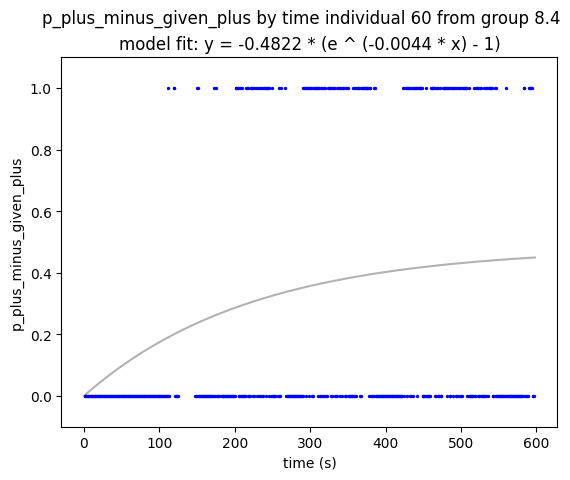 p_plus_minus_given_plus by time individual 60 from group 8.4
model fit: y = -0.4822 * (e ^ (-0.0044 * x) - 1)
1.0
0.8
0.6
0.4
0.2
0.0
p_plus_minus_given_plus
0 100 200 300 400 500 600
time (s)